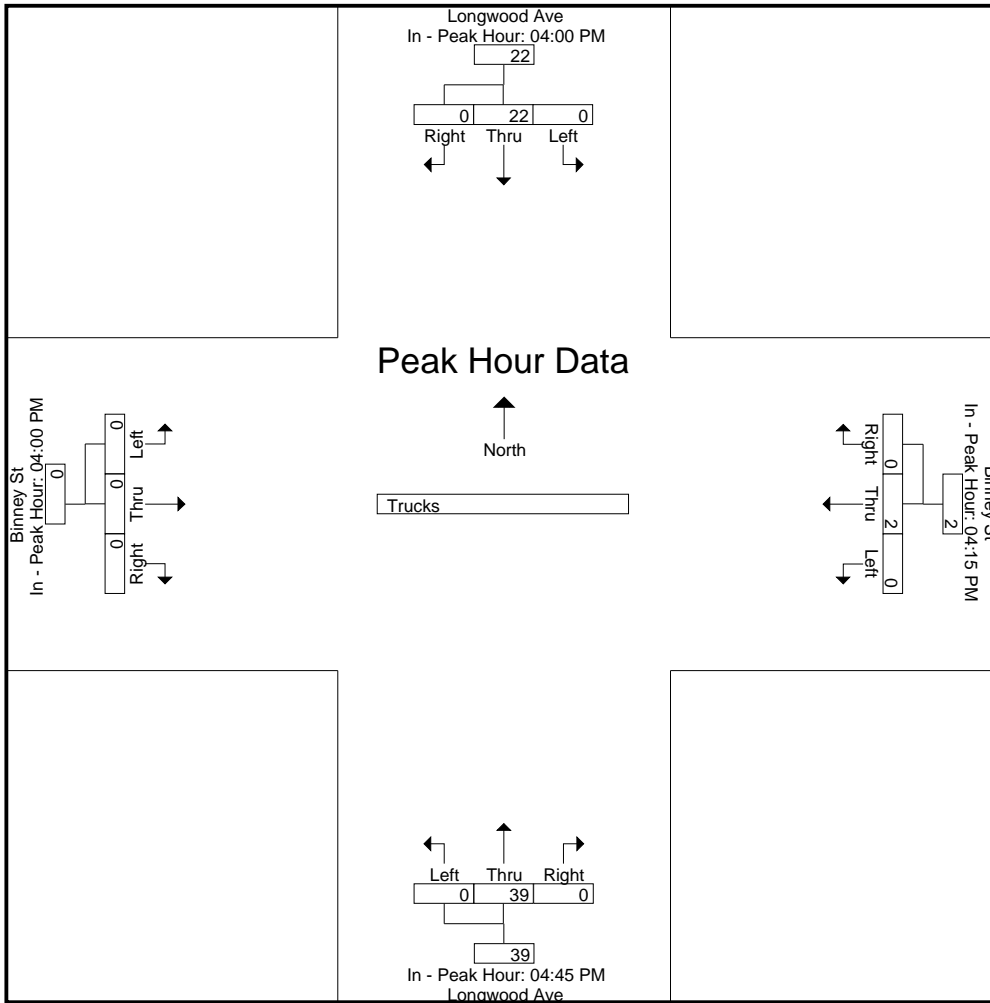 Longwood Ave
In - Peak Hour: 04:00 PM
22
0 22 0
Right Thru Left
Peak Hour Data
North
Trucks
Binney St
In - Peak Hour: 04:00 PM
0
0 0 0
Left Thru Right
Binney St
In - Peak Hour: 04:15 PM
2
0 2 0
Right Thru Left
Left Thru Right
0 39 0
39
In - Peak Hour: 04:45 PM
Longwood Ave